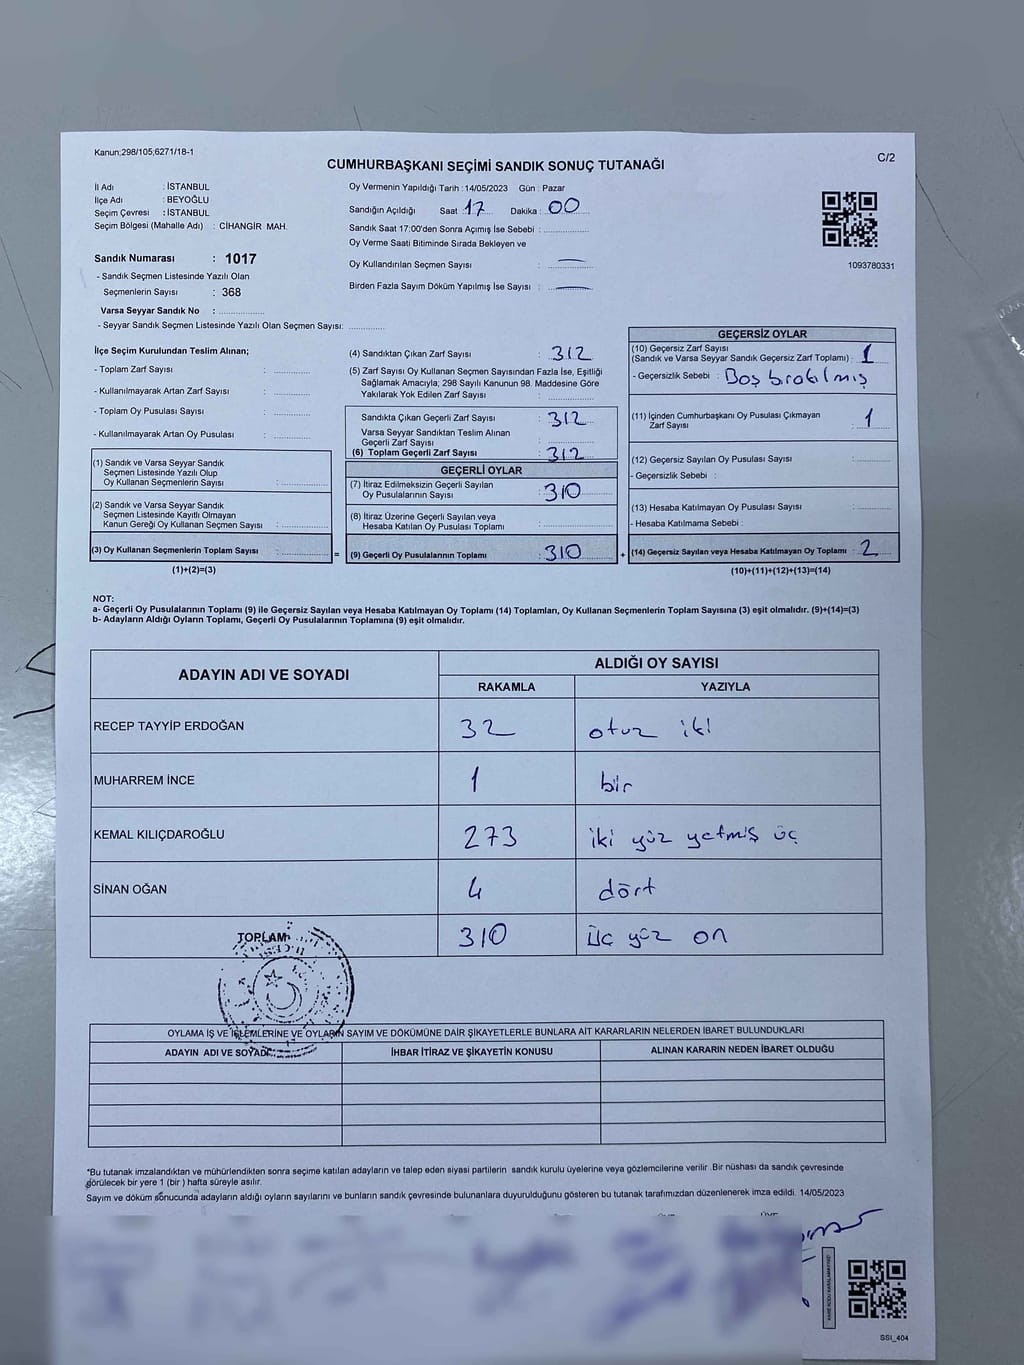 Kanun;298/105,6271/18-1
CUMHURBAŞKANI SEÇİMİ SANDIK SONUÇ TUTANAĞI
C/2
İl Adı : İSTANBUL
İlçe Adı : BEYOĞLU
Seçim Çevresi : İSTANBUL
Seçim Bölgesi (Mahalle Adı) : CİHANGİR MAH.
Sandık Numarası : 1017
- Sandık Seçmen Listesinde Yazılı Olan
Seçmenlerin Sayısı : 368
Varsa Seyyar Sandık No :
- Seyyar Sandık Seçmen Listesinde Yazılı Olan Seçmen Sayısı:
Oy Vermenin Yapıldığı Tarih :14/05/2023 Gün : Pazar
Sandığın Açıldığı Saat 17 Dakika : 00
Sandık Saat 17:00'den Sonra Açımış İse Sebebi :
Oy Verme Saati Bitiminde Sırada Bekleyen ve
Oy Kullandırılan Seçmen Sayısı : —
Birden Fazla Sayım Döküm Yapılmış İse Sayısı : —
1093780331
İlçe Seçim Kurulundan Teslim Alınan;
- Toplam Zarf Sayısı :
- Kullanılmayarak Artan Zarf Sayısı :
- Toplam Oy Pusulası Sayısı :
- Kullanılmayarak Artan Oy Pusulası :
(1) Sandık ve Varsa Seyyar Sandık
Seçmen Listesinde Yazılı Olup
Oy Kullanan Seçmenlerin Sayısı :
(2) Sandık ve Varsa Seyyar Sandık
Seçmen Listesinde Kayıtlı Olmayan
Kanun Gereği Oy Kullanan Seçmen Sayısı :
(3) Oy Kullanan Seçmenlerin Toplam Sayısı :
(1)+(2)=(3)
(4) Sandıktan Çıkan Zarf Sayısı : 312
(5) Zarf Sayısı Oy Kullanan Seçmen Sayısından Fazla İse, Eşitliği
Sağlamak Amacıyla; 298 Sayılı Kanunun 98. Maddesine Göre
Yakılarak Yok Edilen Zarf Sayısı :
Sandıkta Çıkan Geçerli Zarf Sayısı : 312
Varsa Seyyar Sandıktan Teslim Alınan
Geçerli Zarf Sayısı :
(6) Toplam Geçerli Zarf Sayısı : 312
GEÇERLİ OYLAR
(7) İtiraz Edilmeksizin Geçerli Sayılan
Oy Pusulalarının Sayısı : 310
(8) İtiraz Üzerine Geçerli Sayılan veya
Hesaba Katılan Oy Pusulası Toplamı :
= (9) Geçerli Oy Pusulalarının Toplamı : 310
GEÇERSİZ OYLAR
(10) Geçersiz Zarf Sayısı
(Sandık ve Varsa Seyyar Sandık Geçersiz Zarf Toplamı) : 1
- Geçersizlik Sebebi : Boş bırakılmış
(11) İçinden Cumhurbaşkanı Oy Pusulası Çıkmayan
Zarf Sayısı : 1
(12) Geçersiz Sayılan Oy Pusulası Sayısı :
- Geçersizlik Sebebi :
(13) Hesaba Katılmayan Oy Pusulası Sayısı :
- Hesaba Katılmama Sebebi :
+ (14) Geçersiz Sayılan veya Hesaba Katılmayan Oy Toplamı : 2
(10)+(11)+(12)+(13)=(14)
NOT:
a- Geçerli Oy Pusulalarının Toplamı (9) ile Geçersiz Sayılan veya Hesaba Katılmayan Oy Toplamı (14) Toplamları, Oy Kullanan Seçmenlerin Toplam Sayısına (3) eşit olmalıdır. (9)+(14)=(3)
b- Adayların Aldığı Oyların Toplamı, Geçerli Oy Pusulalarının Toplamına (9) eşit olmalıdır.
ADAYIN ADI VE SOYADI
ALDIĞI OY SAYISI
RAKAMLA YAZIYLA
RECEP TAYYİP ERDOĞAN 32 otuz iki
MUHARREM İNCE 1 bir
KEMAL KILIÇDAROĞLU 273 iki yüz yetmiş üç
SİNAN OĞAN 4 dört
TOPLAM 310 üç yüz on
OYLAMA İŞ VE İŞLEMLERİNE VE OYLARIN SAYIM VE DÖKÜMÜNE DAİR ŞİKAYETLERLE BUNLARA AİT KARARLARIN NELERDEN İBARET BULUNDUKLARI
ADAYIN ADI VE SOYADI İHBAR İTİRAZ VE ŞİKAYETİN KONUSU ALINAN KARARIN NEDEN İBARET OLDUĞU
*Bu tutanak imzalandıktan ve mühürlendikten sonra seçime katılan adayların ve talep eden siyasi partilerin sandık kurulu üyelerine veya gözlemcilerine verilir .Bir nüshası da sandık çevresinde
görülecek bir yere 1 (bir ) hafta süreyle asılır.
Sayım ve döküm sonucunda adayların aldığı oyların sayılarını ve bunların sandık çevresinde bulunanlara duyurulduğunu gösteren bu tutanak tarafımızdan düzenlenerek imza edildi. 14/05/2023
SSI_404